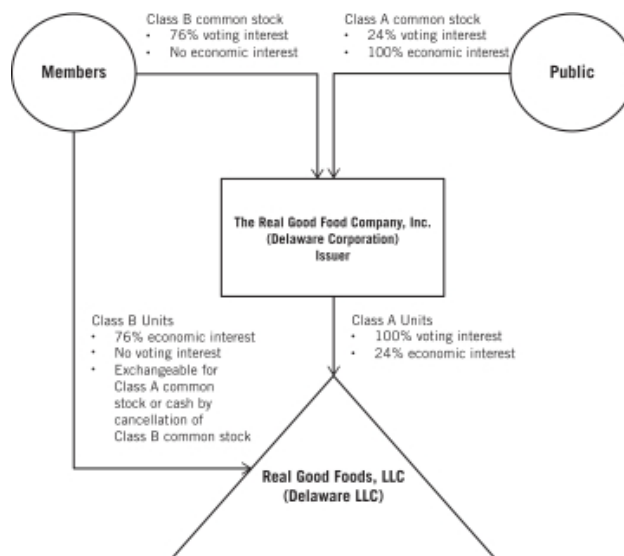 Class B common stock
• 76% voting interest
• No economic interest
Class A common stock
• 24% voting interest
• 100% economic interest
Members
Public
The Real Good Food Company, Inc.
(Delaware Corporation)
Issuer
Class B Units
• 76% economic interest
• No voting interest
• Exchangeable for
Class A common
stock or cash by
cancellation of
Class B common stock
Class A Units
• 100% voting interest
• 24% economic interest
Real Good Foods, LLC
(Delaware LLC)